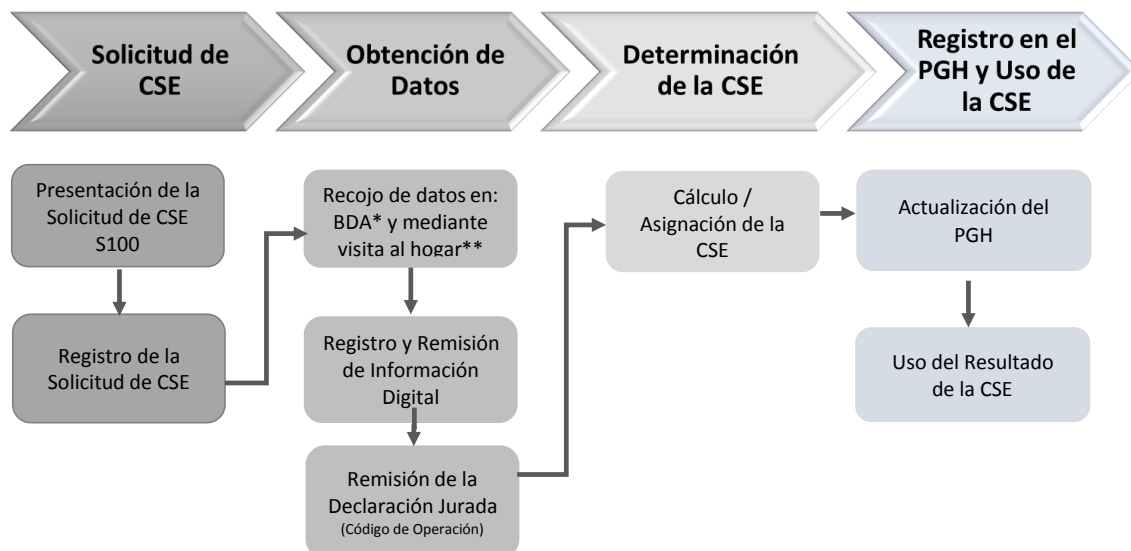 Solicitud de
CSE
Obtención de
Datos
Determinación
de la CSE
Registro en el
PGH y Uso de
la CSE
Presentación de la
Solicitud de CSE
S100
Registro de la
Solicitud de CSE
Recojo de datos en:
BDA* y mediante
visita al hogar**
Registro y Remisión
de Información
Digital
Remisión de la
Declaración Jurada
(Código de Operación)
Cálculo /
Asignación de la
CSE
Actualización del
PGH
Uso del Resultado
de la CSE